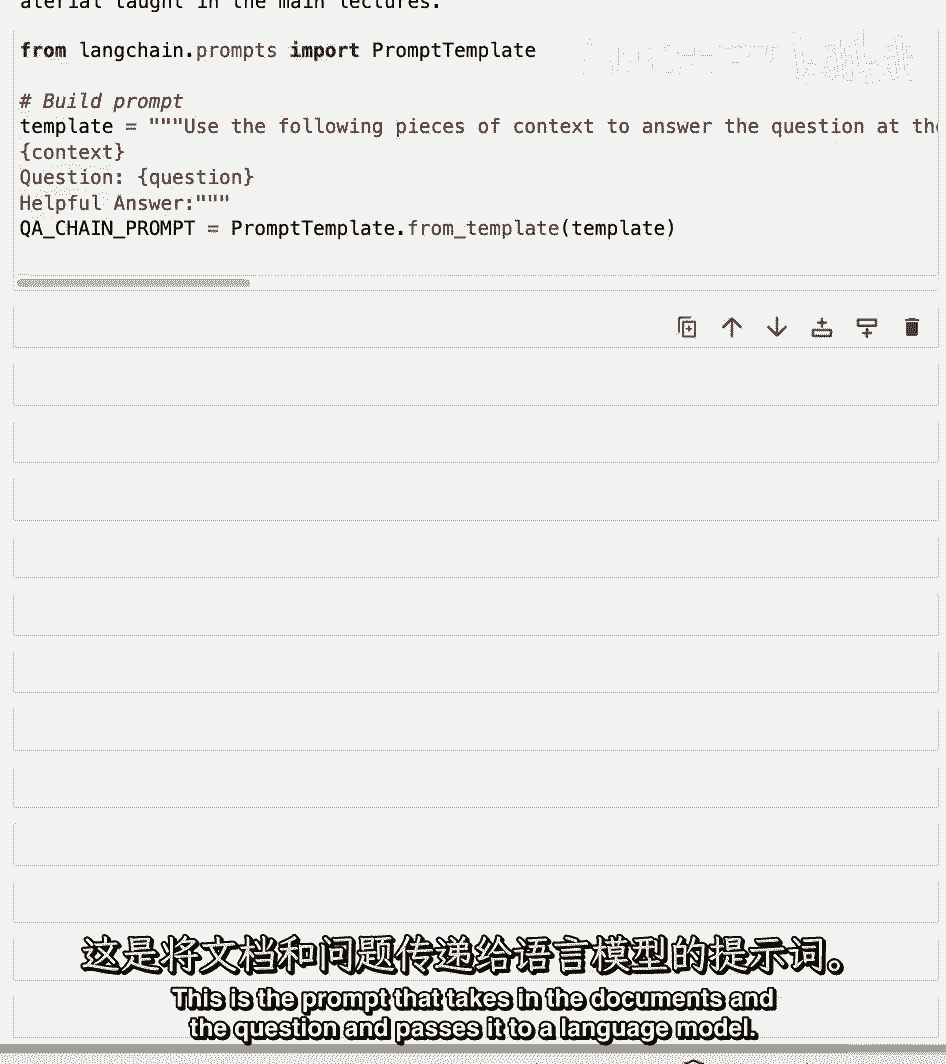 aterial taught in the main lectures.
from langchain.prompts import PromptTemplate
# Build prompt
template = """Use the following pieces of context to answer the question at the
{context}
Question: {question}
Helpful Answer:"""
QA_CHAIN_PROMPT = PromptTemplate.from_template(template)
这是将文档和问题传递给语言模型的提示词。
This is the prompt that takes in the documents and
the question and passes it to a language model.